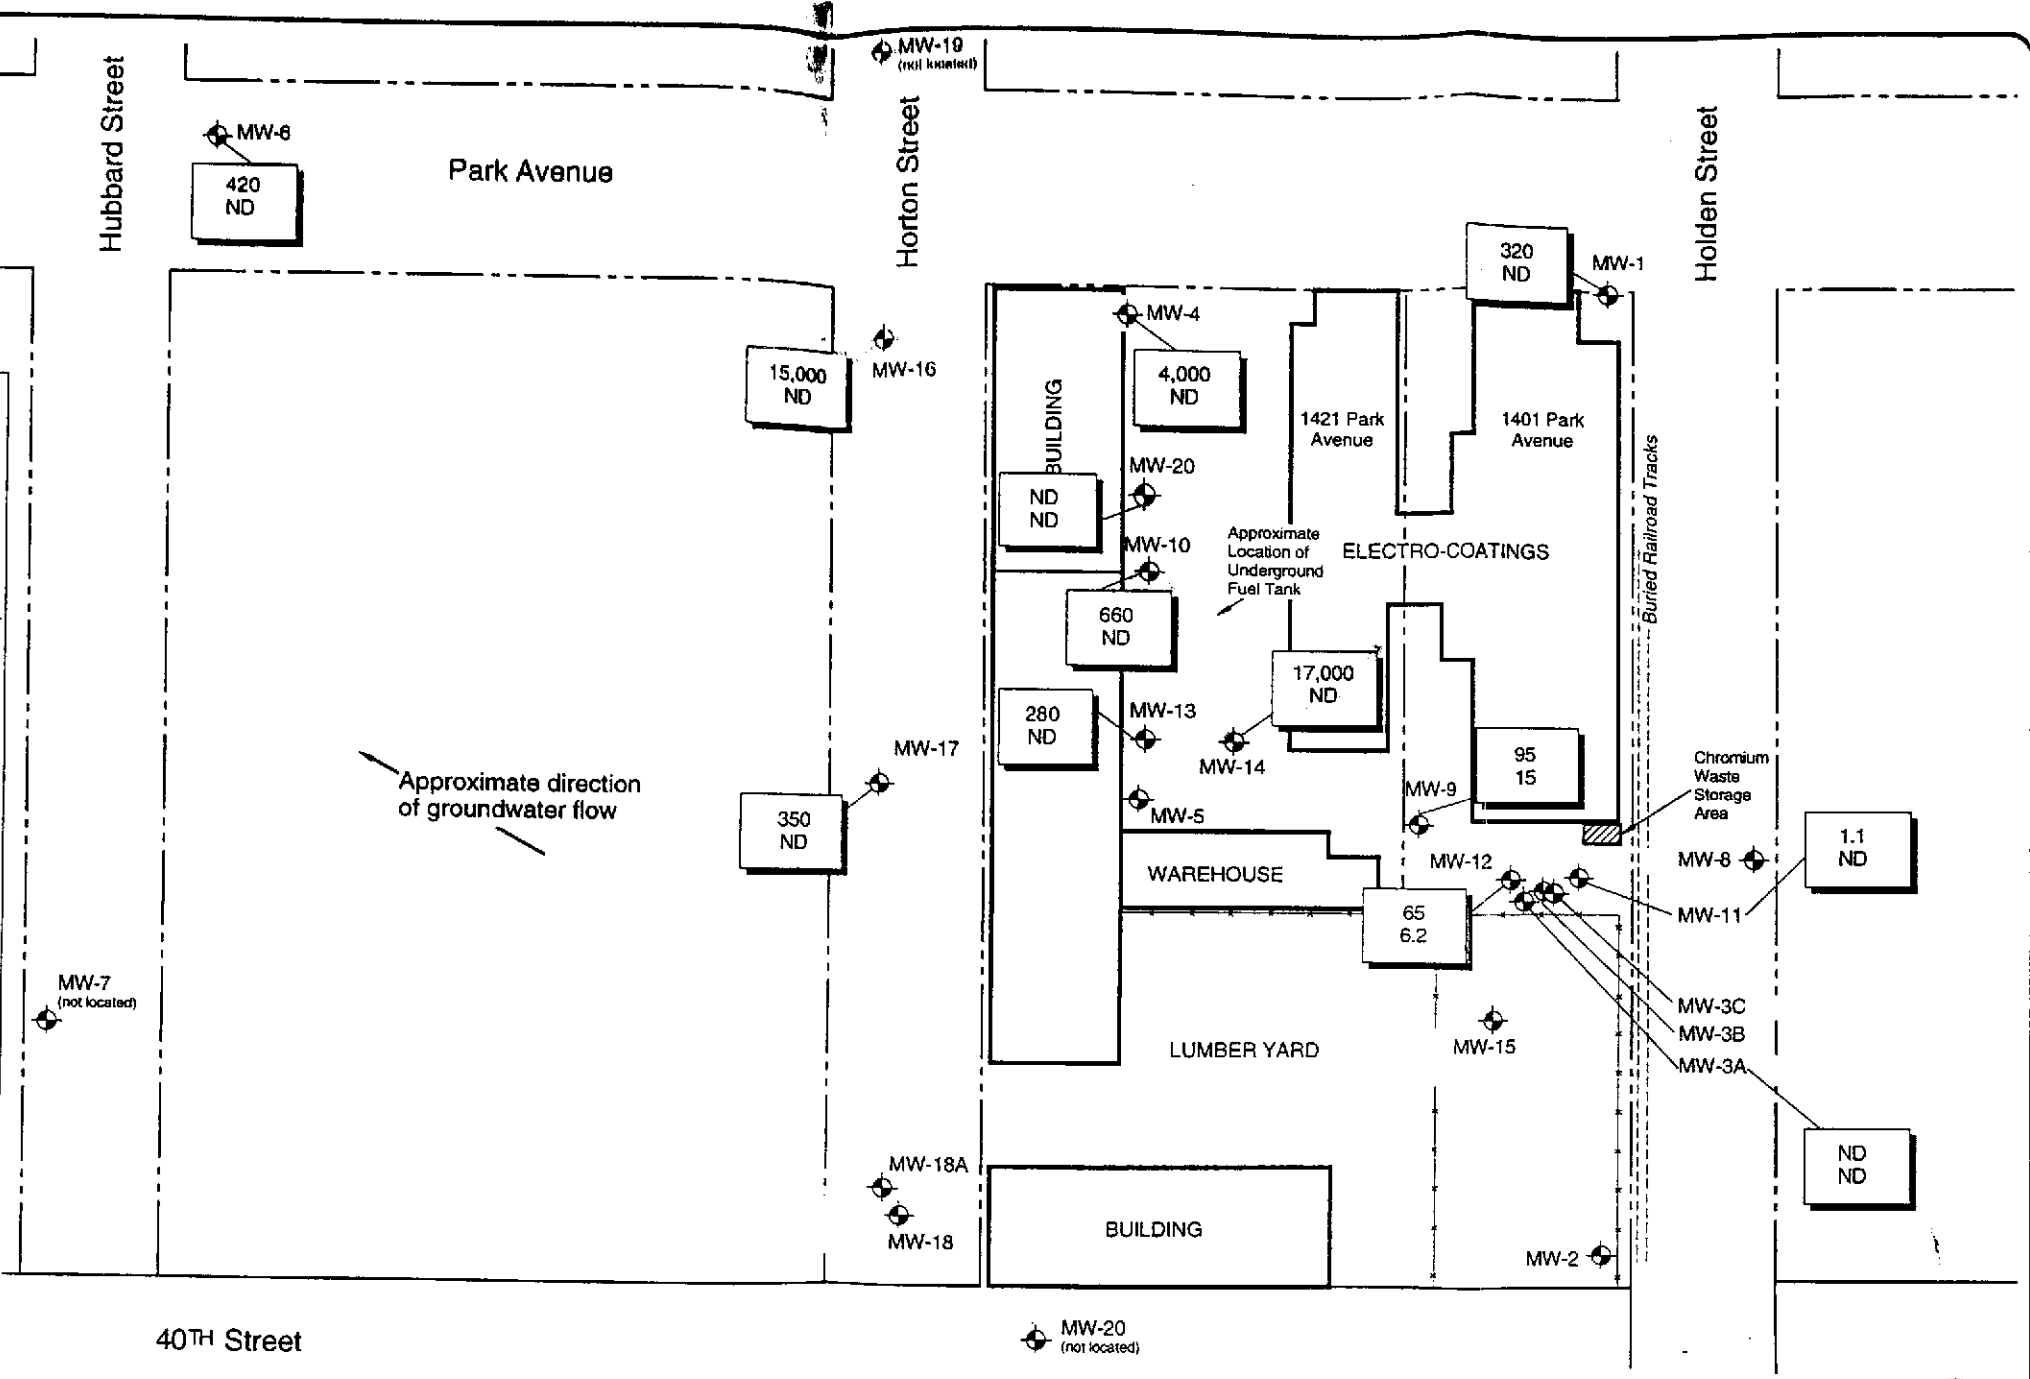 MW-19
(not located)
Hubbard Street
MW-6
420
ND
Park Avenue
Horton Street
Holden Street
320
ND
MW-1
MW-4
MW-16
15,000
ND
4,000
ND
BUILDING
1421 Park
Avenue
1401 Park
Avenue
MW-20
ND
ND
Buried Railroad Tracks
MW-10
Approximate
Location of
Underground
Fuel Tank
ELECTRO-COATINGS
660
ND
17,000
ND
280
ND
MW-13
MW-14
MW-17
Approximate direction
of groundwater flow
95
15
Chromium
Waste
Storage
Area
MW-9
MW-5
350
ND
1.1
ND
MW-8
MW-12
WAREHOUSE
65
6.2
MW-11
MW-7
(not located)
MW-3C
MW-3B
MW-3A
MW-15
LUMBER YARD
ND
ND
MW-18A
MW-18
BUILDING
MW-2
40TH Street
MW-20
(not located)